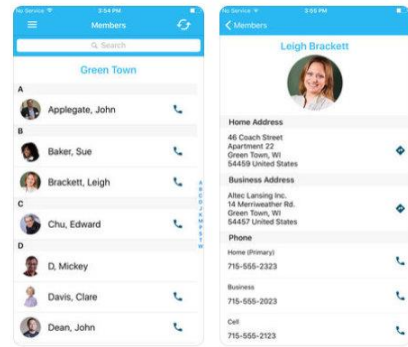 No Service
3:54 PM
Members
Search
Green Town
A
Applegate, John
B
Baker, Sue
Brackett, Leigh
C
Chu, Edward
D
D, Mickey
Davis, Clare
Dean, John
No Service
3:55 PM
Members
Leigh Brackett
Home Address
46 Coach Street
Apartment 22
Green Town, WI
54459 United States
Business Address
Altec Lansing Inc.
14 Merriweather Rd.
Green Town, WI
54457 United States
Phone
Home (Primary)
715-555-2323
Business
715-555-2023
Cell
715-555-2123